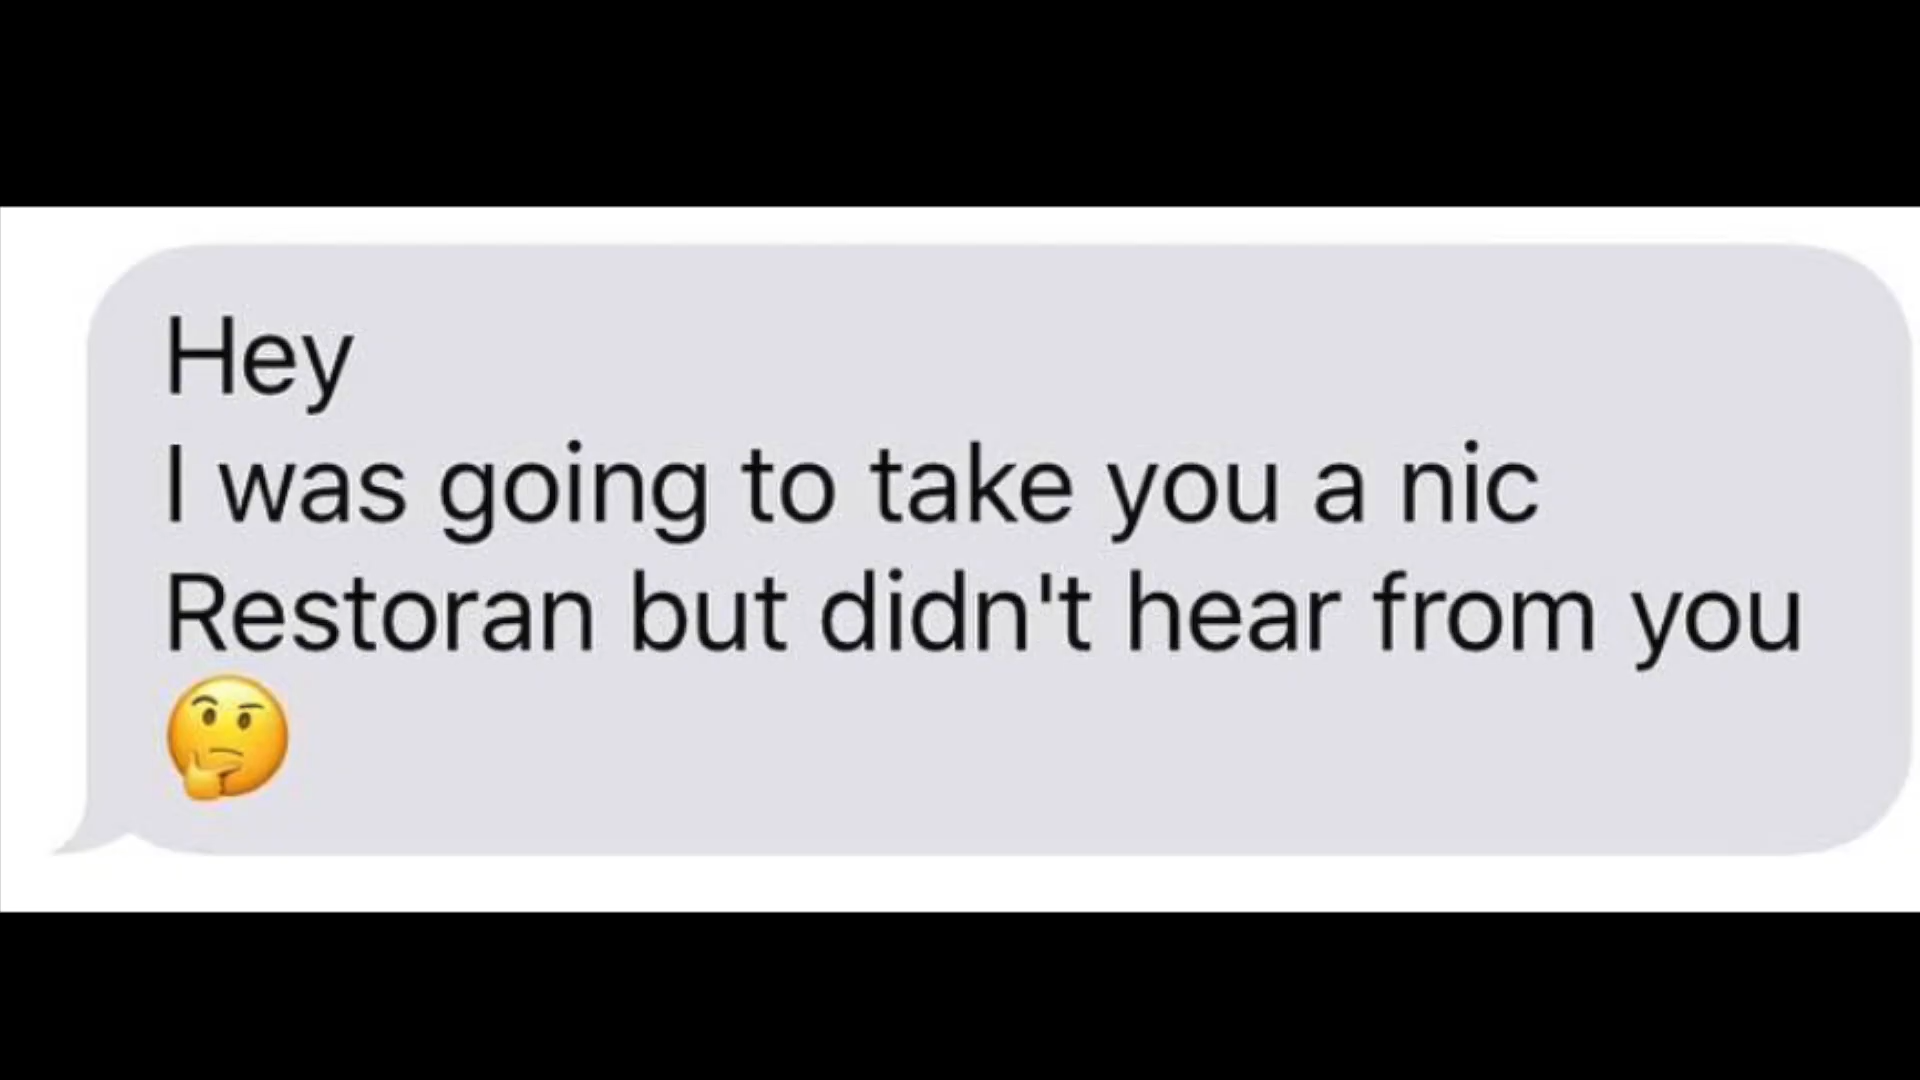 Hey
I was going to take you a nic
Restoran but didn't hear from you
🤔